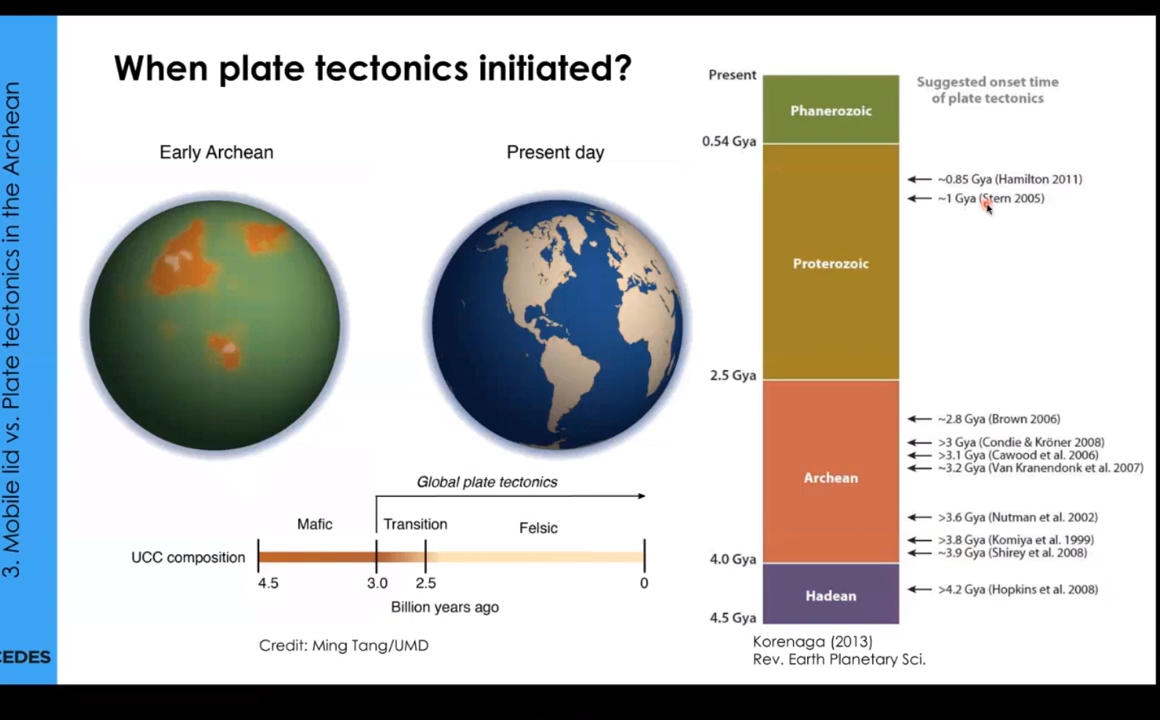 3. Mobile lid vs. Plate tectonics in the Archean
CEDES
When plate tectonics initiated?
Early Archean
Present day
Global plate tectonics
Mafic
Transition
Felsic
UCC composition
4.5
3.0
2.5
0
Billion years ago
Credit: Ming Tang/UMD
Suggested onset time
of plate tectonics
Present
Phanerozoic
0.54 Gya
~0.85 Gya (Hamilton 2011)
~1 Gya (Stern 2005)
Proterozoic
2.5 Gya
~2.8 Gya (Brown 2006)
>3 Gya (Condie & Kröner 2008)
>3.1 Gya (Cawood et al. 2006)
~3.2 Gya (Van Kranendonk et al. 2007)
Archean
>3.6 Gya (Nutman et al. 2002)
>3.8 Gya (Komiya et al. 1999)
~3.9 Gya (Shirey et al. 2008)
4.0 Gya
>4.2 Gya (Hopkins et al. 2008)
Hadean
4.5 Gya
Korenaga (2013)
Rev. Earth Planetary Sci.